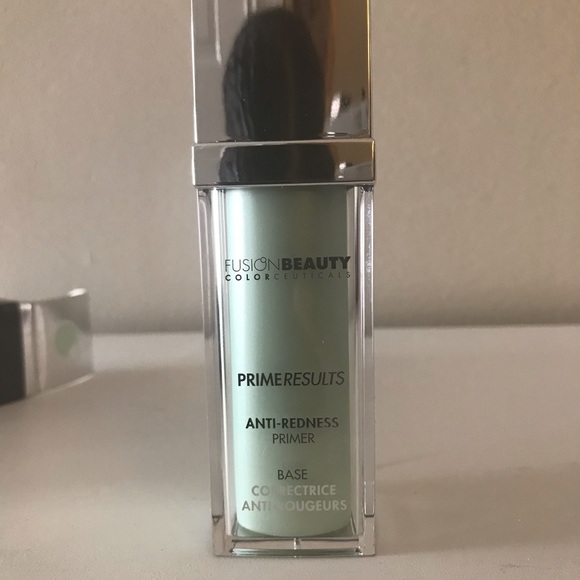 FUSIONBEAUTY
COLORCEUTICALS
PRIMERESULTS
ANTI-REDNESS
PRIMER
BASE
CORRECTRICE
ANTI-ROUGEURS